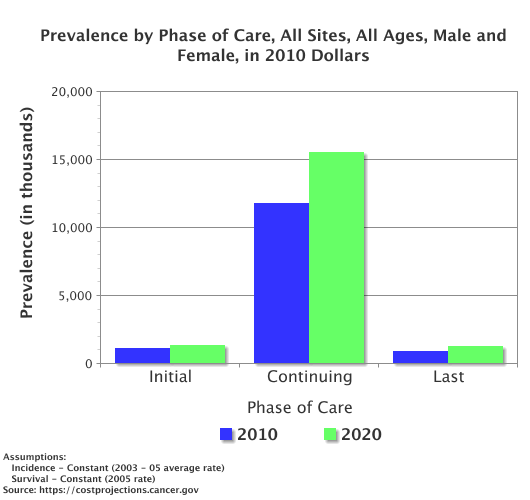 Prevalence by Phase of Care, All Sites, All Ages, Male and
Female, in 2010 Dollars
Prevalence (in thousands)
20,000
15,000
10,000
5,000
0
Initial
Continuing
Last
Phase of Care
2010
2020
Assumptions:
Incidence - Constant (2003 - 05 average rate)
Survival - Constant (2005 rate)
Source: https://costprojections.cancer.gov